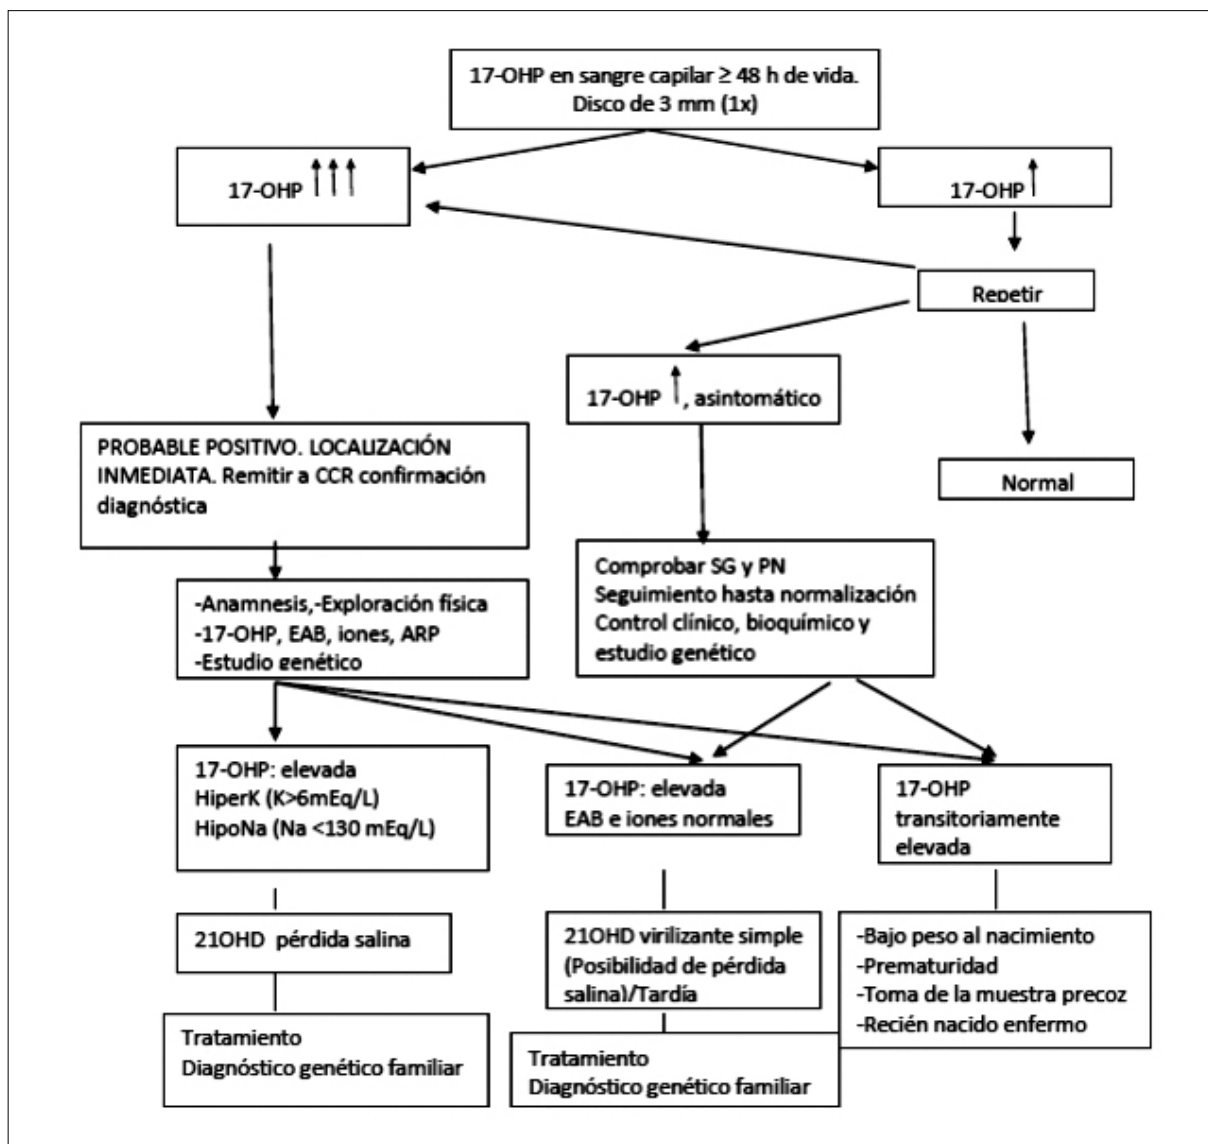 17-OHP en sangre capilar ≥ 48 h de vida.
Disco de 3 mm (1x)
17-OHP ↑↑↑
17-OHP ↑
Repetir
17-OHP ↑, asintomático
Normal
PROBABLE POSITIVO. LOCALIZACIÓN
INMEDIATA. Remitir a CCR confirmación
diagnóstica
Comprobar SG y PN
Seguimiento hasta normalización
Control clínico, bioquímico y
estudio genético
-Anamnesis,-Exploración física
-17-OHP, EAB, iones, ARP
-Estudio genético
17-OHP: elevada
HiperK (K>6mEq/L)
HipoNa (Na <130 mEq/L)
17-OHP: elevada
EAB e iones normales
17-OHP
transitoriamente
elevada
21OHD pérdida salina
21OHD virilizante simple
(Posibilidad de pérdida
salina)/Tardía
-Bajo peso al nacimiento
-Prematuridad
-Toma de la muestra precoz
-Recién nacido enfermo
Tratamiento
Diagnóstico genético familiar
Tratamiento
Diagnóstico genético familiar